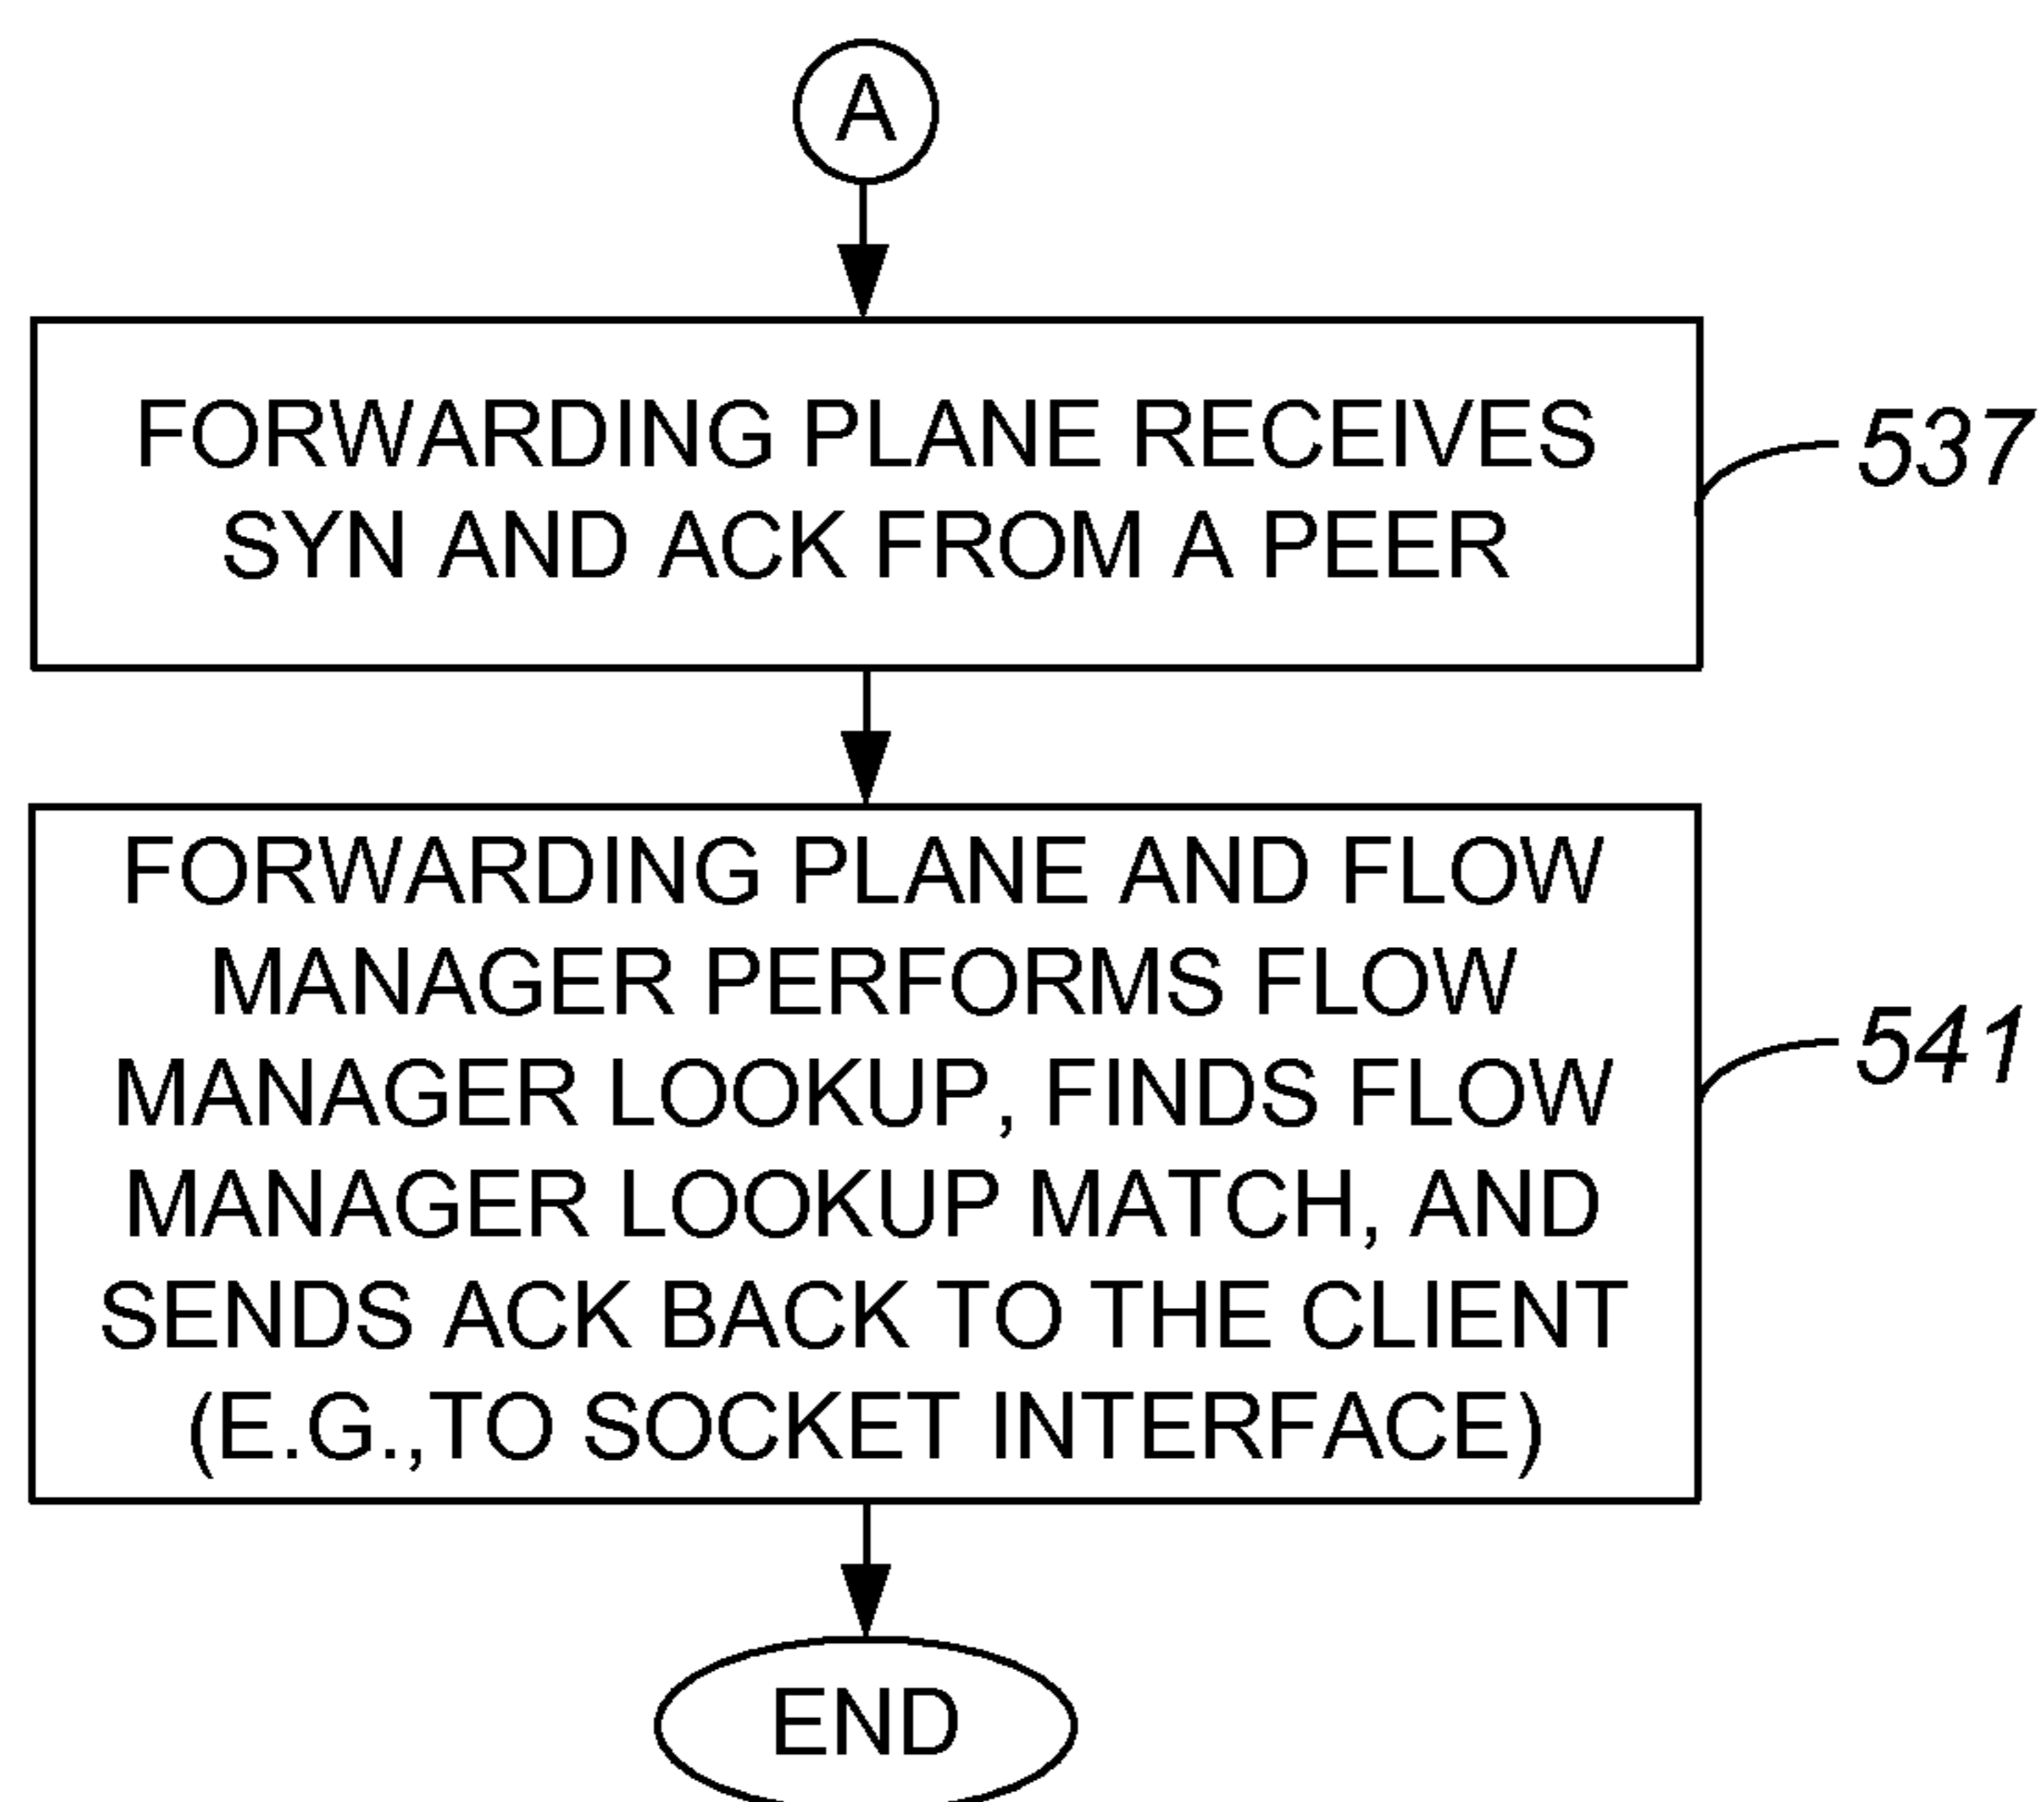 A
FORWARDING PLANE RECEIVES
SYN AND ACK FROM A PEER
537
FORWARDING PLANE AND FLOW
MANAGER PERFORMS FLOW
MANAGER LOOKUP, FINDS FLOW
MANAGER LOOKUP MATCH, AND
SENDS ACK BACK TO THE CLIENT
(E.G.,TO SOCKET INTERFACE)
541
END